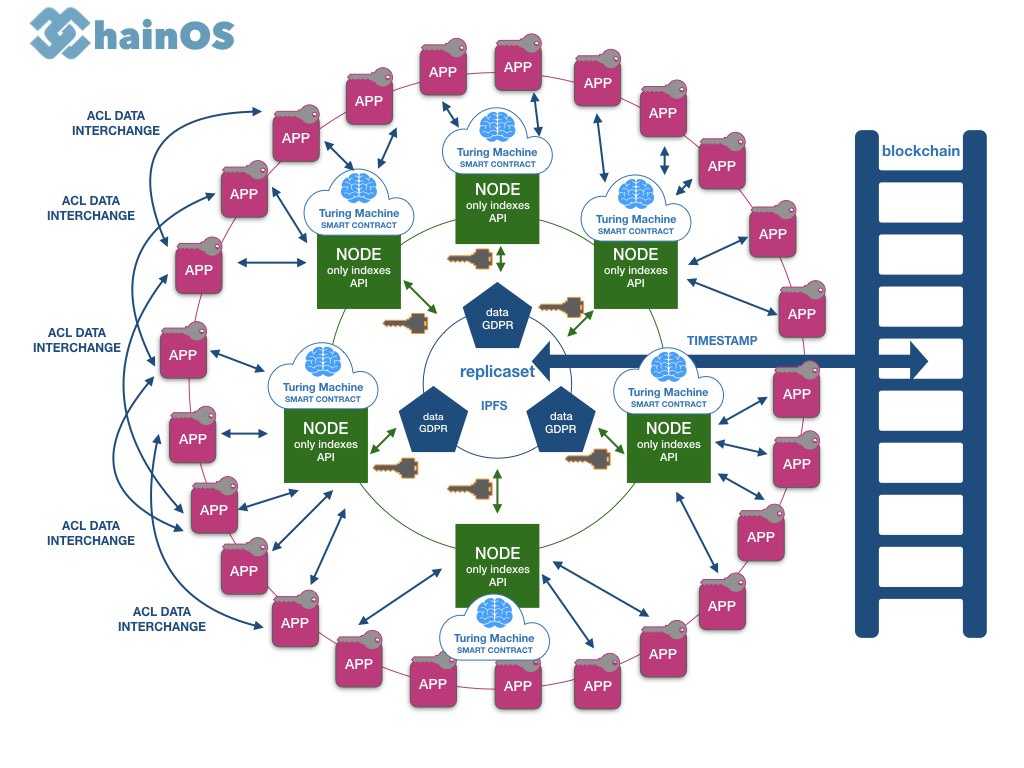 hainOS
APP
APP
APP
APP
APP
ACL DATA
INTERCHANGE
APP
Turing Machine
SMART CONTRACT
blockchain
APP
NODE
only indexes
API
APP
ACL DATA
INTERCHANGE
Turing Machine
SMART CONTRACT
Turing Machine
SMART CONTRACT
APP
NODE
only indexes
API
NODE
only indexes
API
APP
data
GDPR
APP
ACL DATA
INTERCHANGE
TIMESTAMP
APP
replicaset
IPFS
Turing Machine
SMART CONTRACT
Turing Machine
SMART CONTRACT
APP
data
GDPR
data
GDPR
NODE
only indexes
API
NODE
only indexes
API
APP
APP
APP
ACL DATA
INTERCHANGE
APP
NODE
only indexes
API
APP
APP
ACL DATA
INTERCHANGE
APP
Turing Machine
SMART CONTRACT
APP
APP
APP
APP
APP